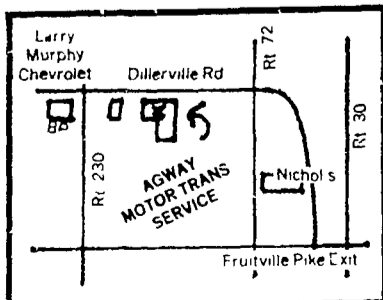 Larry
Murphy
Chevrolet
Dillerville Rd
Rt 72
Rt 30
Rt 230
AGWAY
MOTOR TRANS
SERVICE
Nichols
Fruitville Pike Exit